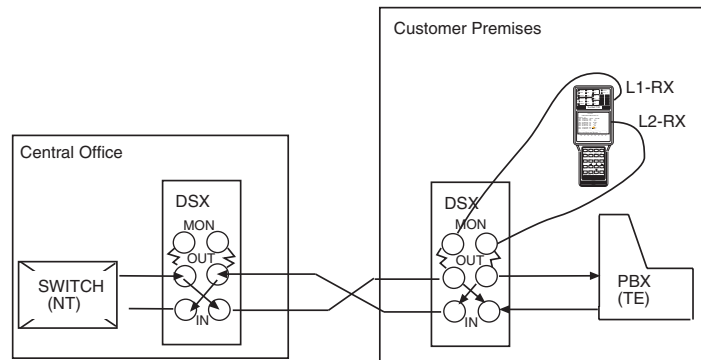 Customer Premises
L1-RX
L2-RX
Central Office
DSX
MON
OUT
IN
SWITCH
(NT)
DSX
MON
OUT
IN
PBX
(TE)